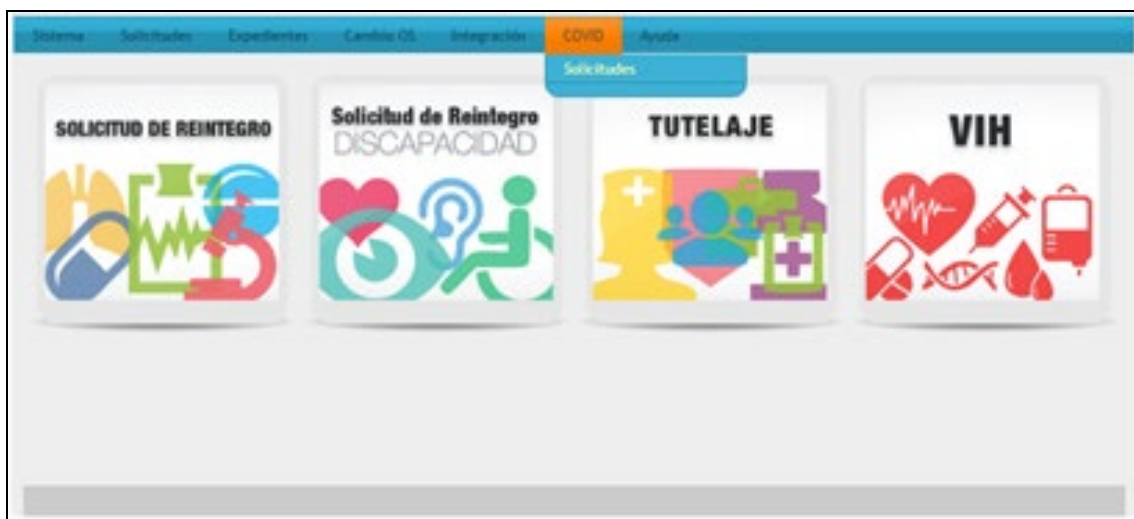 Sistema Solicitudes Expedientes Cambio OS Integración COVID Ayuda
Solicitudes
SOLICITUD DE REINTEGRO
Solicitud de Reintegro
DISCAPACIDAD
TUTELAJE
VIH